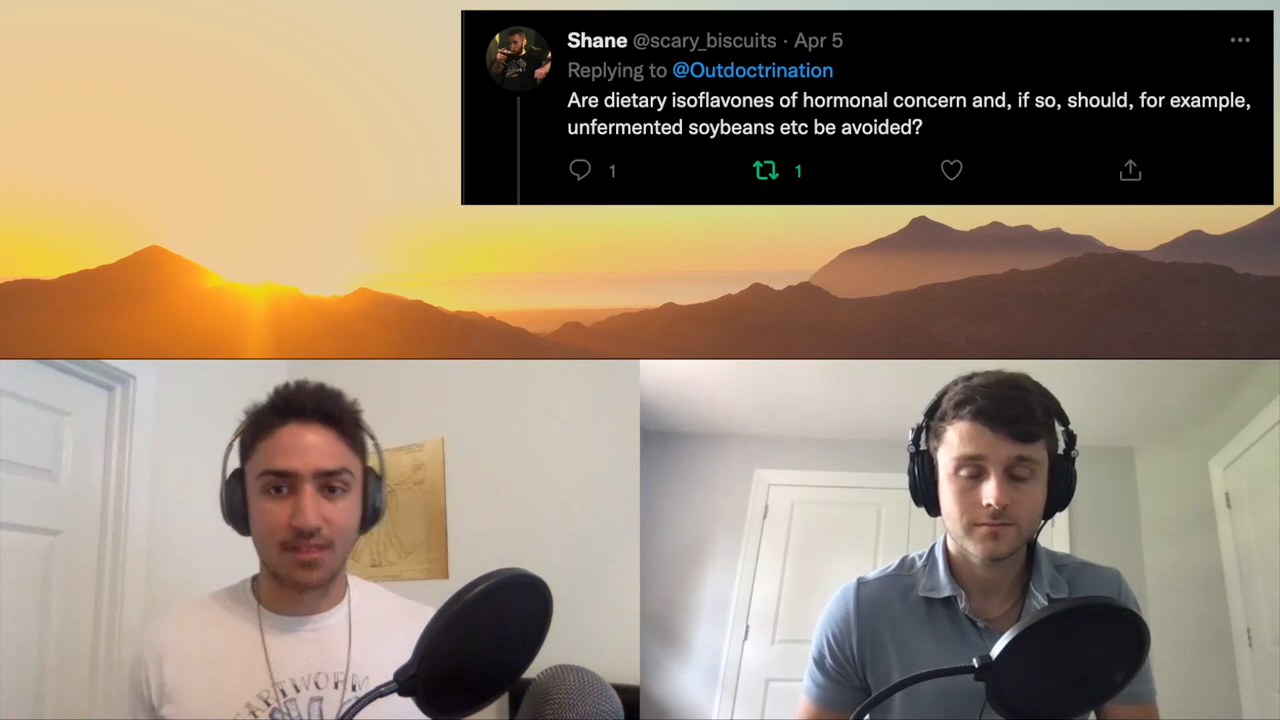 Shane @scary_biscuits · Apr 5
Replying to @Outdoctrination
Are dietary isoflavones of hormonal concern and, if so, should, for example,
unfermented soybeans etc be avoided?
1 1